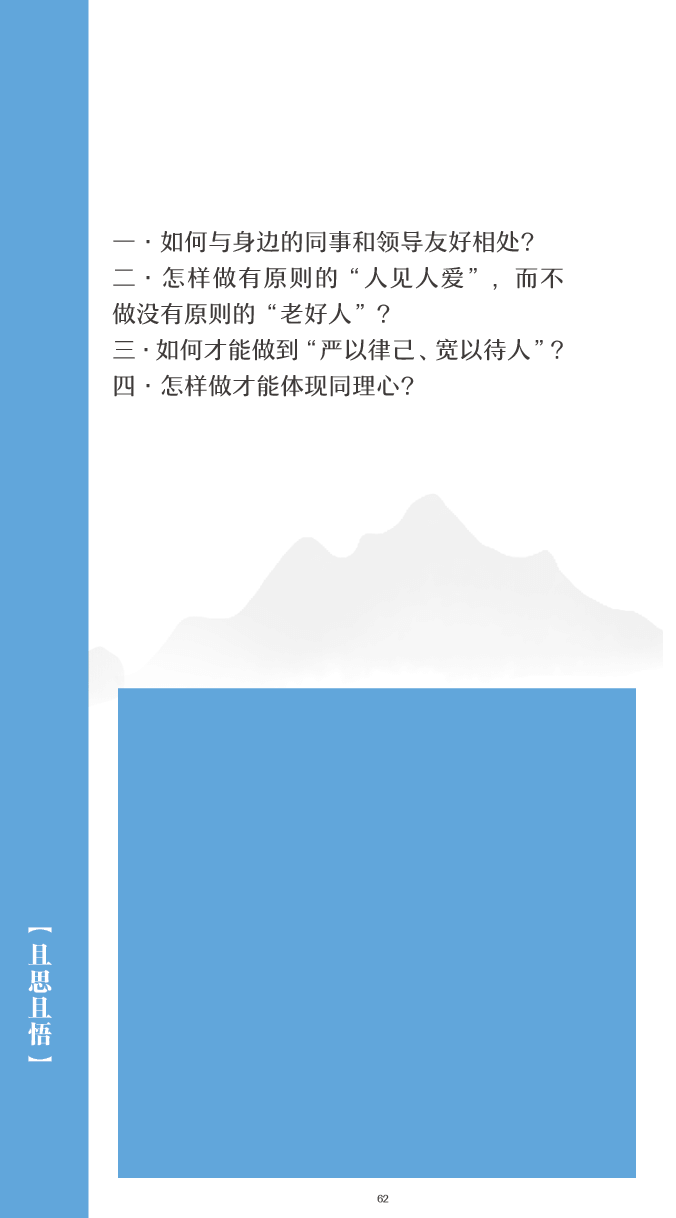 一·如何与身边的同事和领导友好相处？
二·怎样做有原则的“人见人爱”，而不
做没有原则的“老好人”？
三·如何才能做到“严以律己、宽以待人”？
四·怎样做才能体现同理心？
【且思且悟】
62